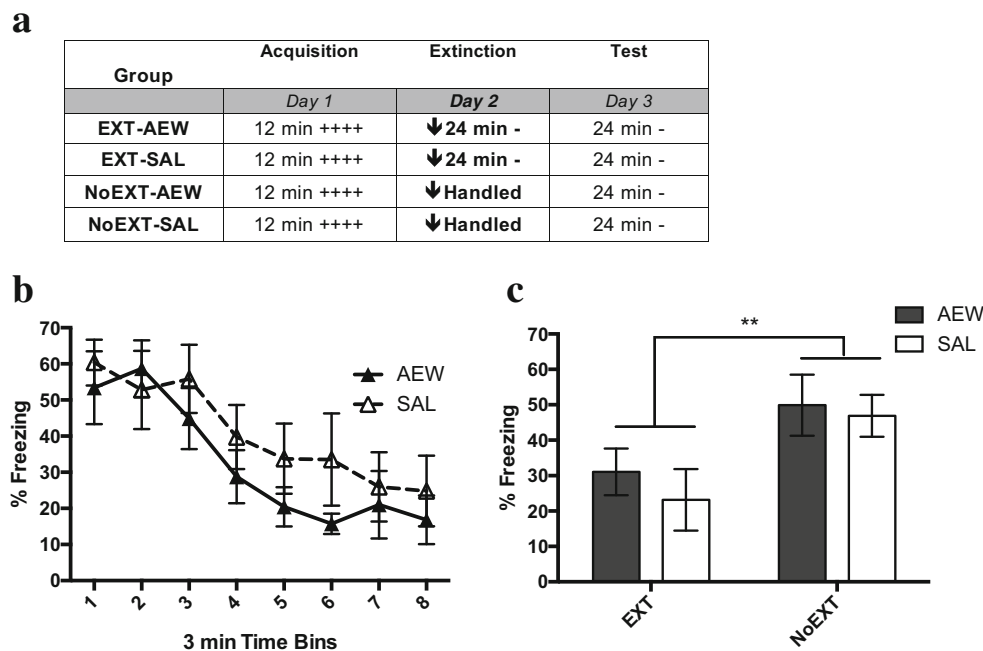 a
Group Acquisition Extinction Test
Day 1 Day 2 Day 3
EXT-AEW 12 min ++++ ↓24 min - 24 min -
EXT-SAL 12 min ++++ ↓24 min - 24 min -
NoEXT-AEW 12 min ++++ ↓Handled 24 min -
NoEXT-SAL 12 min ++++ ↓Handled 24 min -
b
% Freezing
70
60
50
40
30
20
10
0
1 2 3 4 5 6 7 8
3 min Time Bins
AEW
SAL
c
% Freezing
70
60
50
40
30
20
10
0
**
EXT NoEXT
AEW
SAL